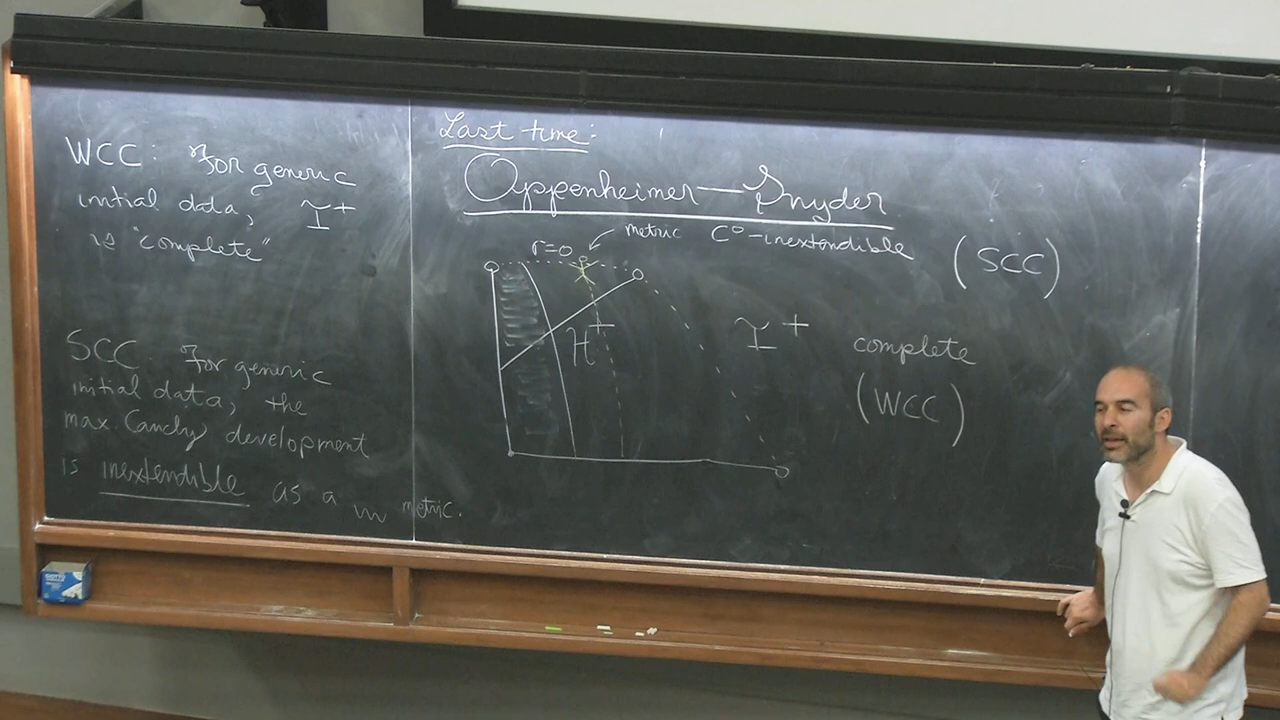 WCC: For generic
initial data, I+
is "complete"
SCC: For generic
initial data, the
max. Cauchy development
is inextendible as a metric.
Last time:
Oppenheimer—Snyder
r=0 metric C⁰-inextendible (SCC)
H+ I+ complete
(WCC)